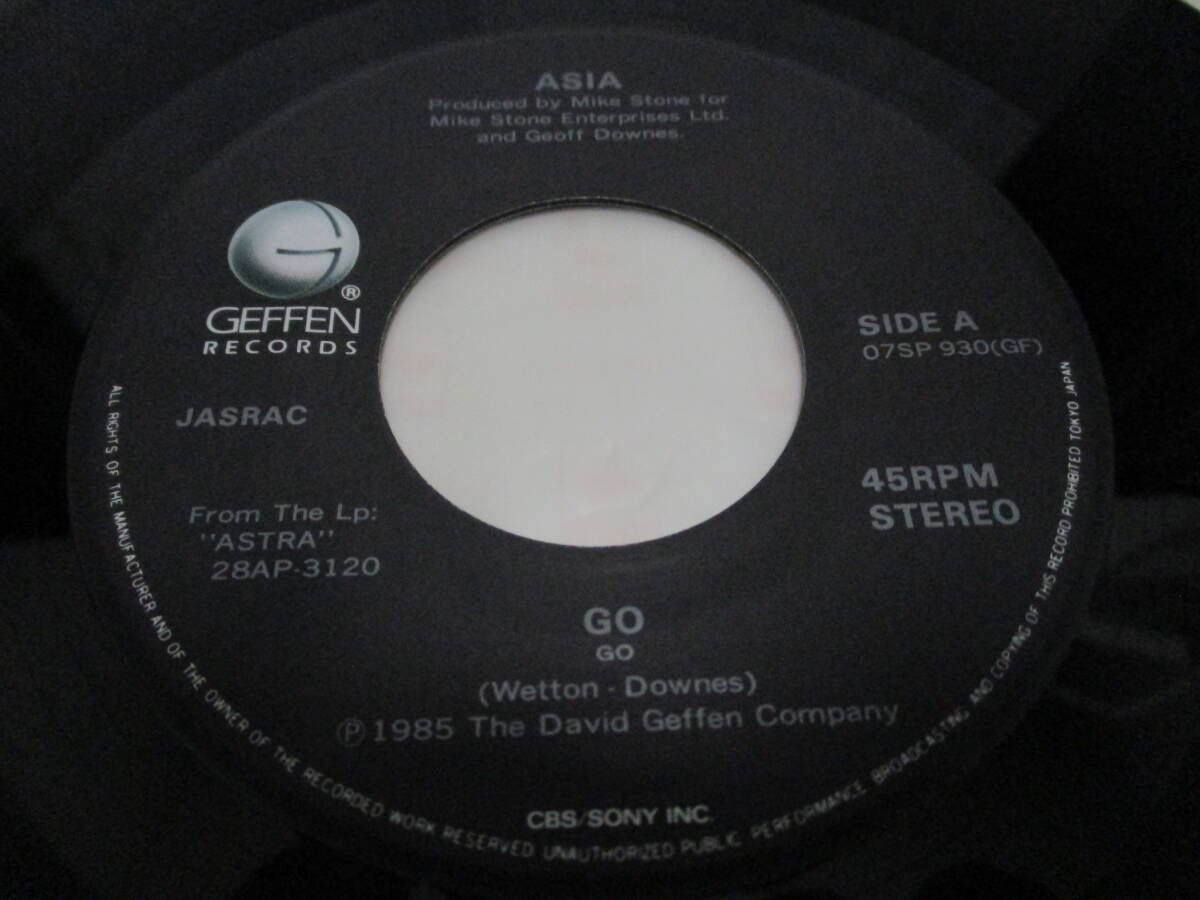 ASIA
Produced by Mike Stone for
Mike Stone Enterprises Ltd.
and Geoff Downes.
G
®
GEFFEN
RECORDS
SIDE A
07SP 930(GF)
JASRAC
45RPM
STEREO
From The Lp:
"ASTRA"
28AP-3120
GO
GO
(Wetton - Downes)
Ⓟ 1985 The David Geffen Company
CBS/SONY INC.
ALL RIGHTS OF THE MANUFACTURER AND OF THE OWNER OF THE RECORDED WORK RESERVED. UNAUTHORIZED PUBLIC PERFORMANCE BROADCASTING AND COPYING OF THIS RECORD PROHIBITED TOKYO JAPAN